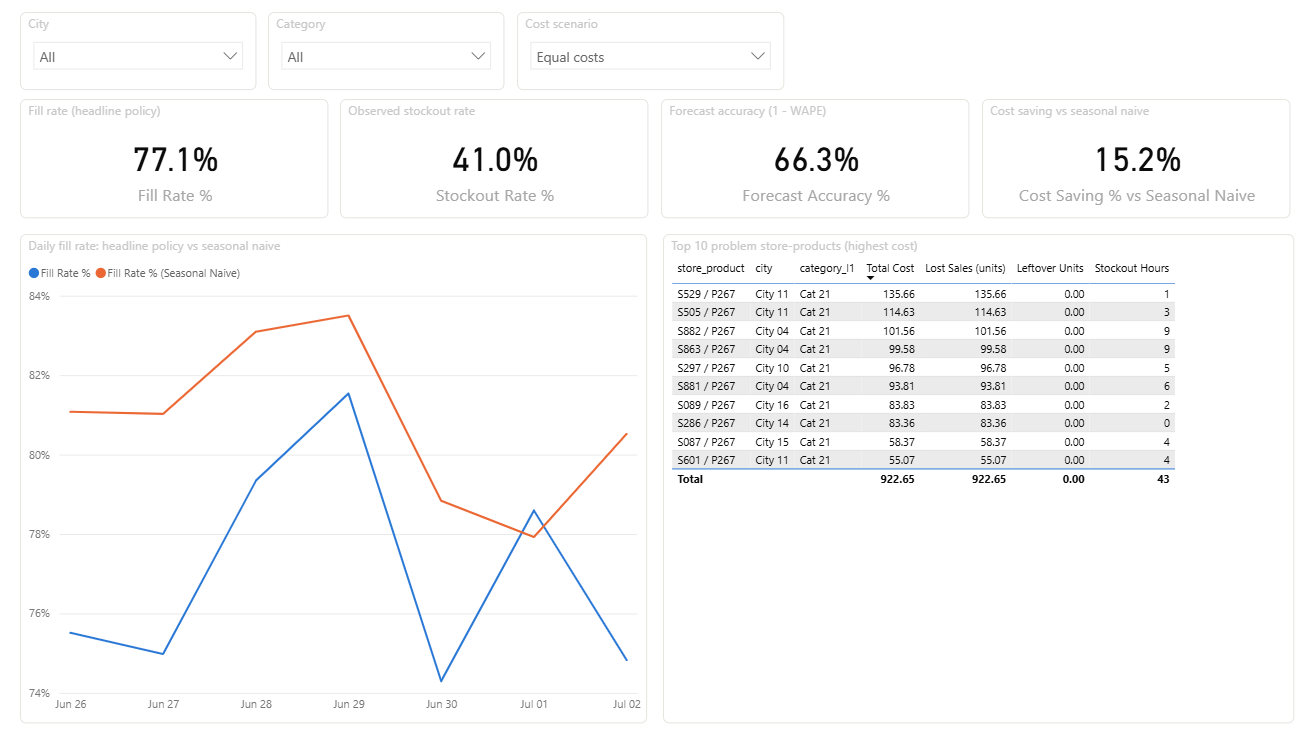 City Category Cost scenario
All All Equal costs
Fill rate (headline policy) Observed stockout rate Forecast accuracy (1 - WAPE) Cost saving vs seasonal naive
77.1% 41.0% 66.3% 15.2%
Fill Rate % Stockout Rate % Forecast Accuracy % Cost Saving % vs Seasonal Naive
Daily fill rate: headline policy vs seasonal naive
Fill Rate % Fill Rate % (Seasonal Naive)
84%
82%
80%
78%
76%
74%
Jun 26 Jun 27 Jun 28 Jun 29 Jun 30 Jul 01 Jul 02
Top 10 problem store-products (highest cost)
store_product city category_l1 Total Cost Lost Sales (units) Leftover Units Stockout Hours
S529 / P267 City 11 Cat 21 135.66 135.66 0.00 1
S505 / P267 City 11 Cat 21 114.63 114.63 0.00 3
S882 / P267 City 04 Cat 21 101.56 101.56 0.00 9
S863 / P267 City 04 Cat 21 99.58 99.58 0.00 9
S297 / P267 City 10 Cat 21 96.78 96.78 0.00 5
S881 / P267 City 04 Cat 21 93.81 93.81 0.00 6
S089 / P267 City 16 Cat 21 83.83 83.83 0.00 2
S286 / P267 City 14 Cat 21 83.36 83.36 0.00 0
S087 / P267 City 15 Cat 21 58.37 58.37 0.00 4
S601 / P267 City 11 Cat 21 55.07 55.07 0.00 4
Total 922.65 922.65 0.00 43